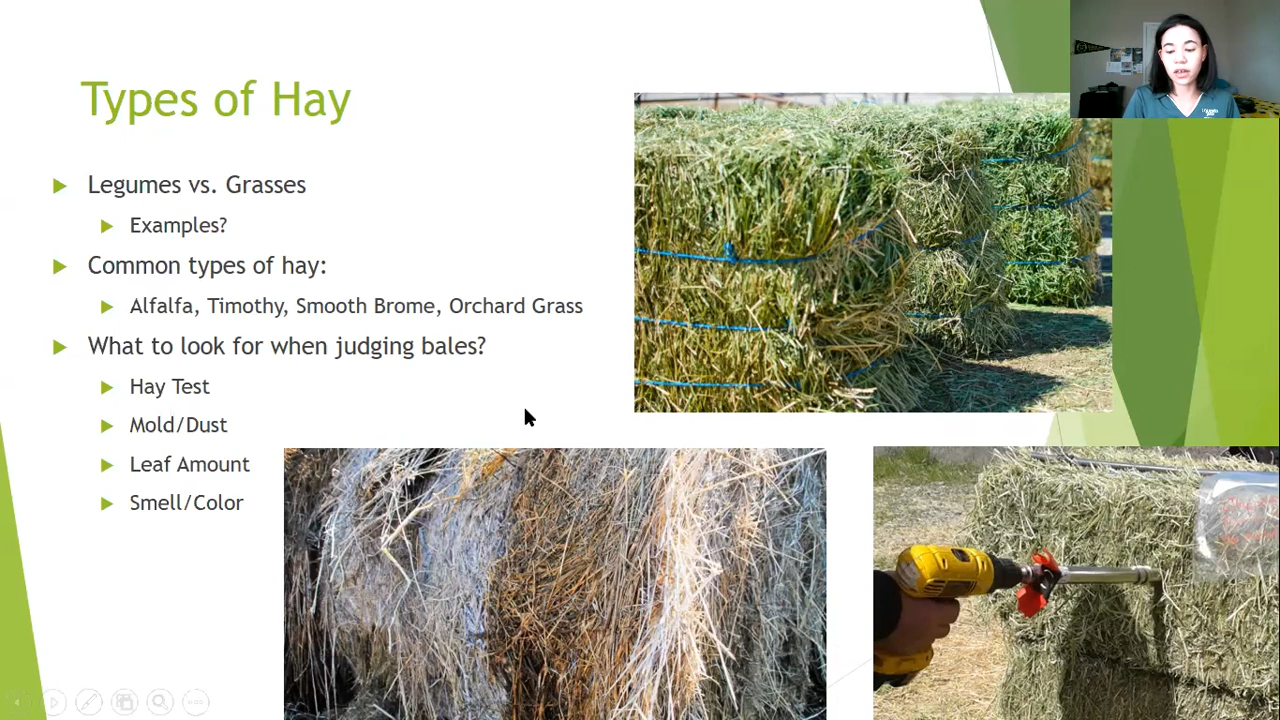 Types of Hay
Legumes vs. Grasses
Examples?
Common types of hay:
Alfalfa, Timothy, Smooth Brome, Orchard Grass
What to look for when judging bales?
Hay Test
Mold/Dust
Leaf Amount
Smell/Color